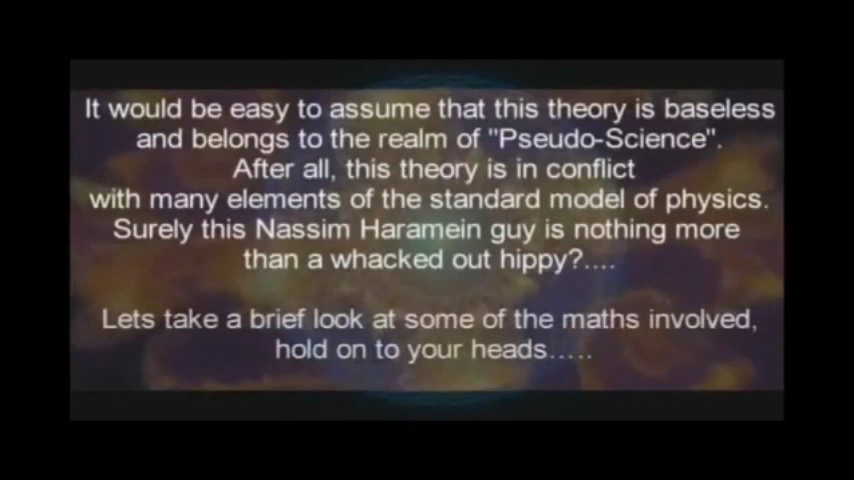 It would be easy to assume that this theory is baseless
and belongs to the realm of "Pseudo-Science".
After all, this theory is in conflict
with many elements of the standard model of physics.
Surely this Nassim Haramein guy is nothing more
than a whacked out hippy?....
Lets take a brief look at some of the maths involved,
hold on to your heads.....